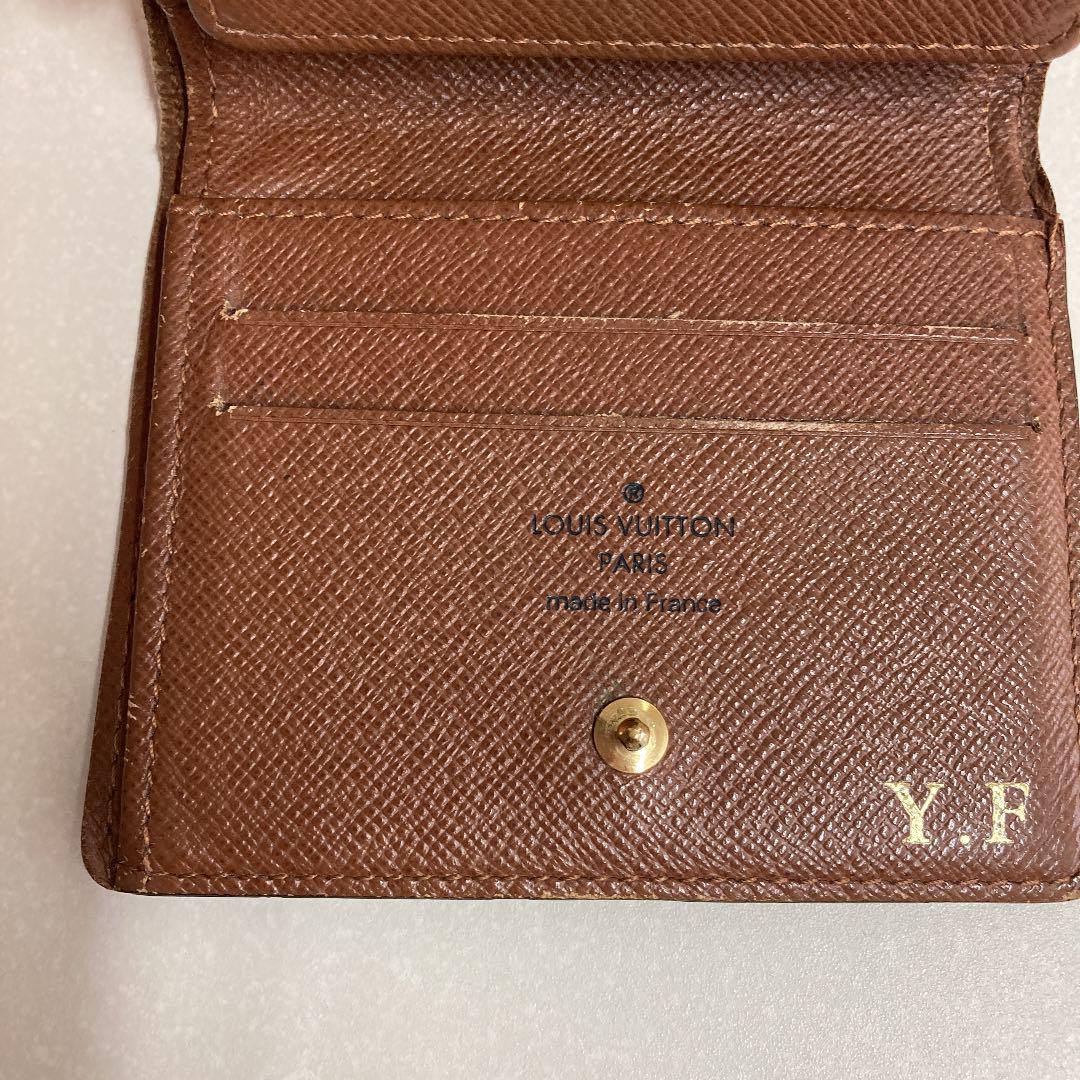 ®
LOUIS VUITTON
PARIS
made in France
Y.F